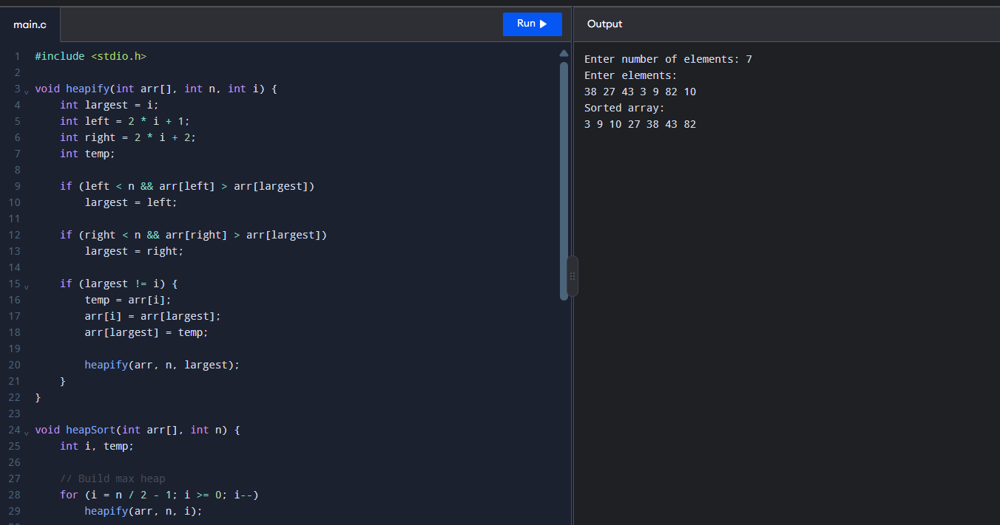 main.c
Run
Output
1 #include <stdio.h>
2
3 void heapify(int arr[], int n, int i) {
4     int largest = i;
5     int left = 2 * i + 1;
6     int right = 2 * i + 2;
7     int temp;
8
9     if (left < n && arr[left] > arr[largest])
10         largest = left;
11
12     if (right < n && arr[right] > arr[largest])
13         largest = right;
14
15     if (largest != i) {
16         temp = arr[i];
17         arr[i] = arr[largest];
18         arr[largest] = temp;
19
20         heapify(arr, n, largest);
21     }
22 }
23
24 void heapSort(int arr[], int n) {
25     int i, temp;
26
27     // Build max heap
28     for (i = n / 2 - 1; i >= 0; i--)
29         heapify(arr, n, i);
Enter number of elements: 7
Enter elements:
38 27 43 3 9 82 10
Sorted array:
3 9 10 27 38 43 82